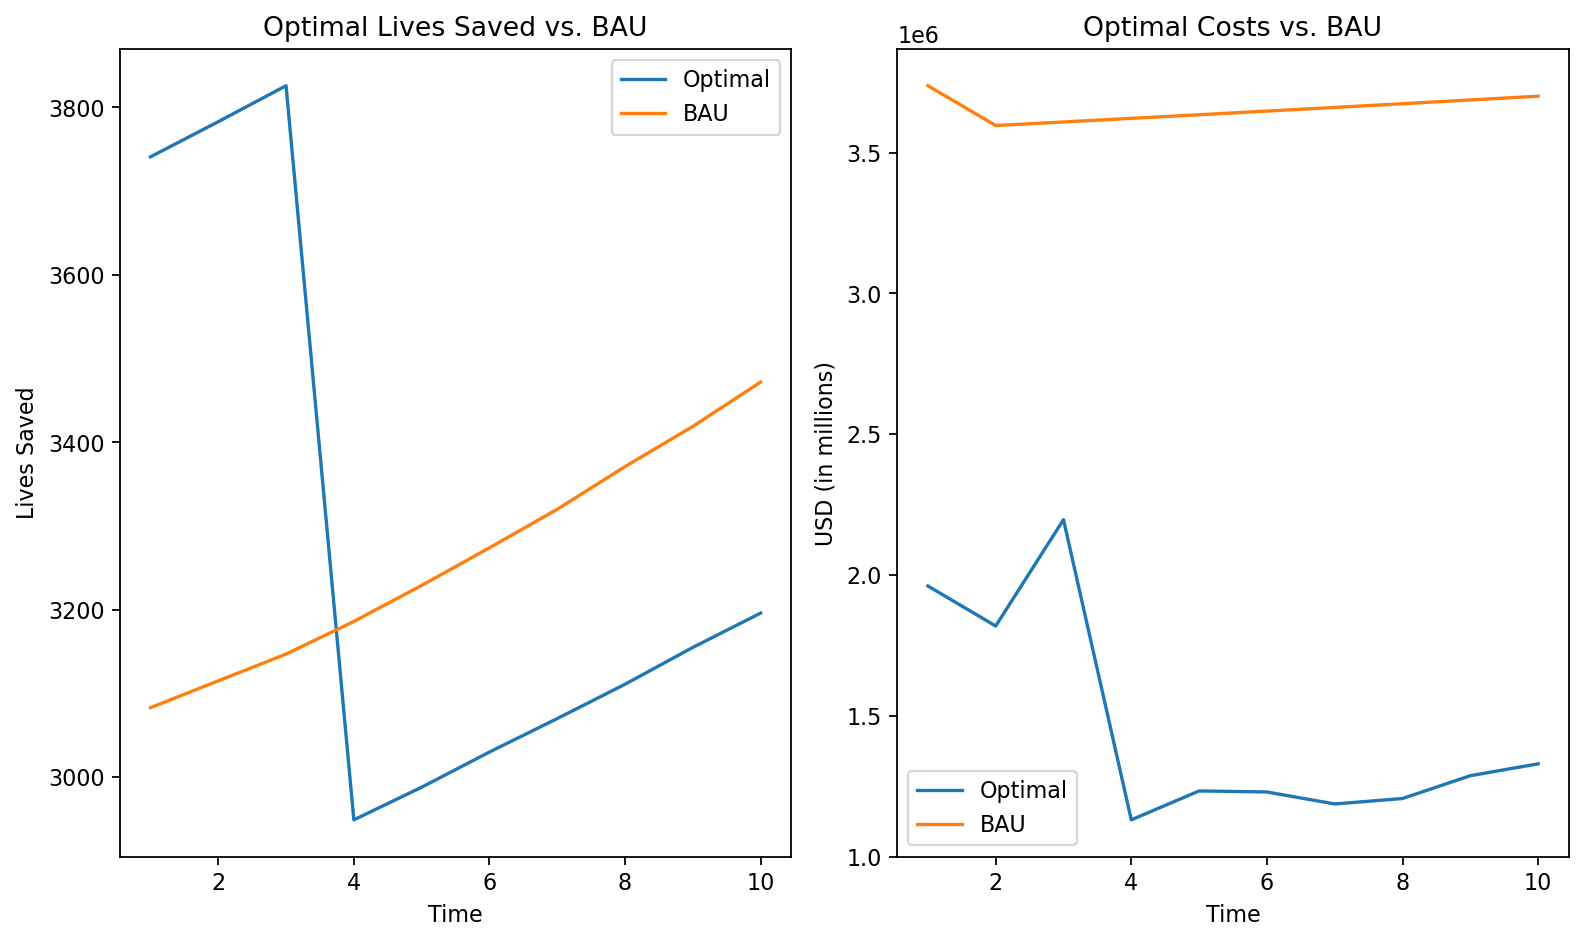 Optimal Lives Saved vs. BAU
Optimal
BAU
3800
3600
3400
3200
3000
Lives Saved
2 4 6 8 10
Time
Optimal Costs vs. BAU
1e6
3.5
3.0
2.5
2.0
1.5
1.0
USD (in millions)
Optimal
BAU
2 4 6 8 10
Time